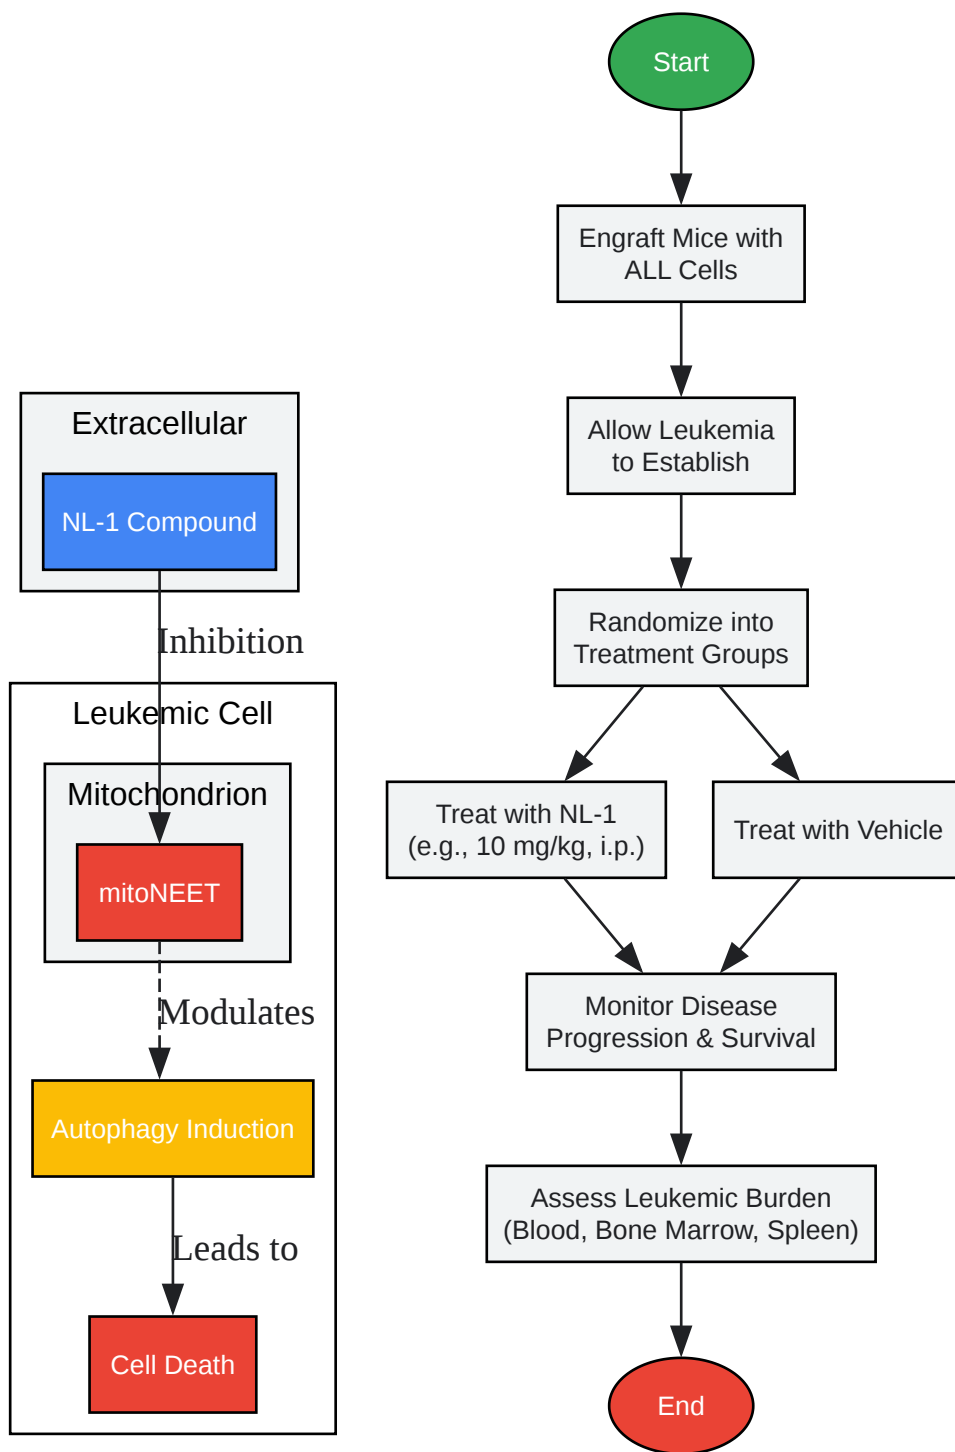 Extracellular
NL-1 Compound
Inhibition
Leukemic Cell
Mitochondrion
mitoNEET
Modulates
Autophagy Induction
Leads to
Cell Death
Start
Engraft Mice with
ALL Cells
Allow Leukemia
to Establish
Randomize into
Treatment Groups
Treat with NL-1
(e.g., 10 mg/kg, i.p.)
Treat with Vehicle
Monitor Disease
Progression & Survival
Assess Leukemic Burden
(Blood, Bone Marrow, Spleen)
End